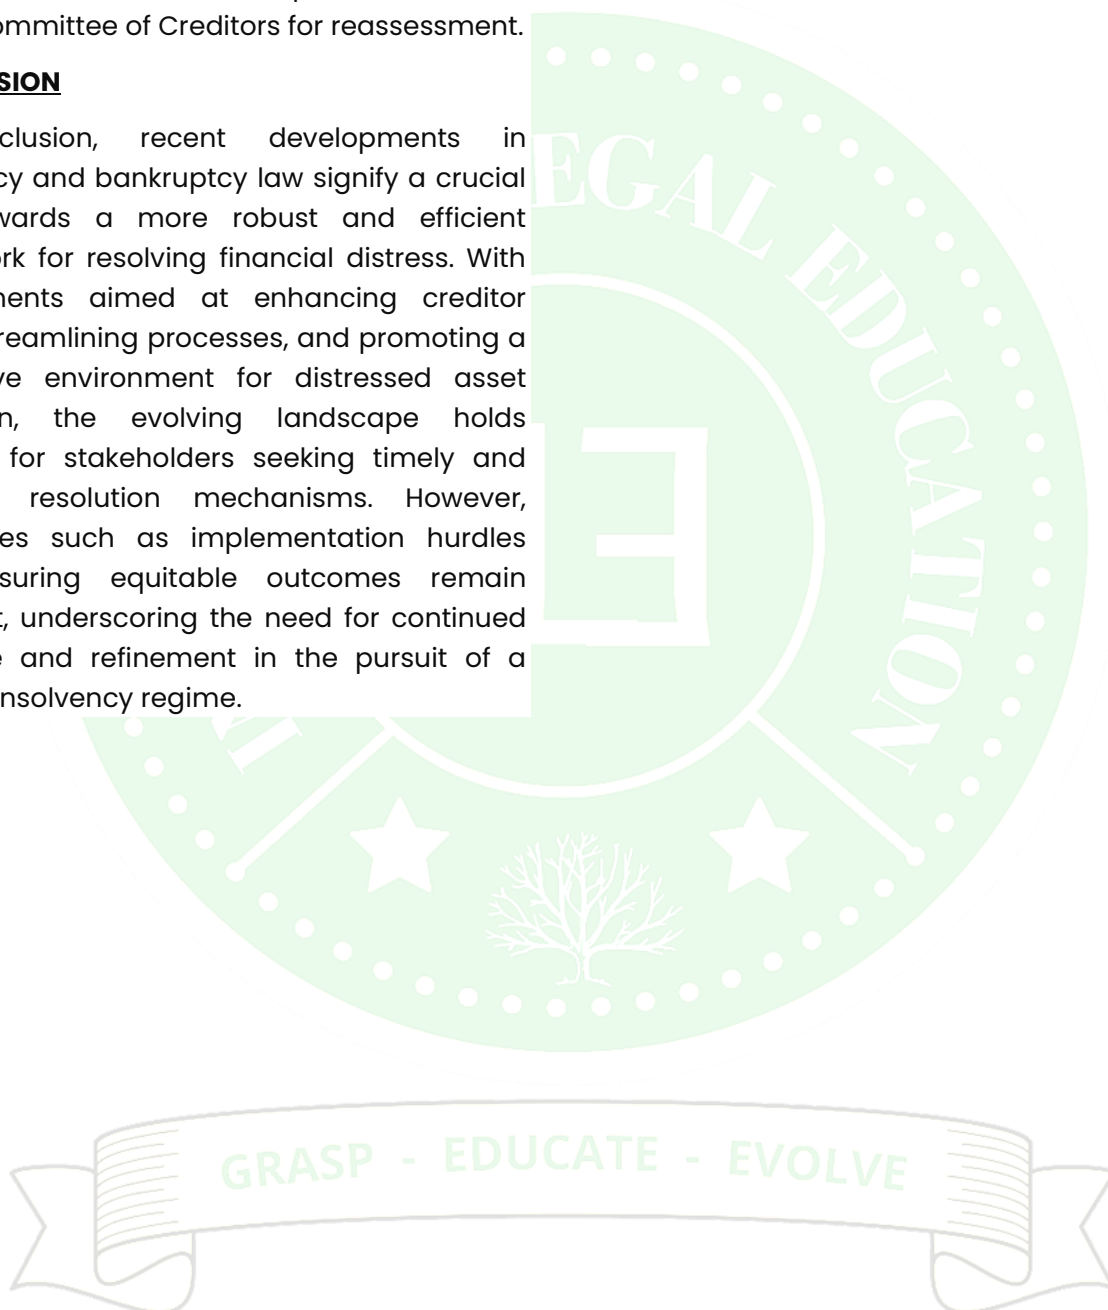 ommittee of Creditors for reassessment.
SION
clusion, recent developments in
cy and bankruptcy law signify a crucial
wards a more robust and efficient
rk for resolving financial distress. With
ments aimed at enhancing creditor
reamlining processes, and promoting a
ve environment for distressed asset
n, the evolving landscape holds
for stakeholders seeking timely and
resolution mechanisms. However,
es such as implementation hurdles
suring equitable outcomes remain
t, underscoring the need for continued
e and refinement in the pursuit of a
nsolvency regime.
EGAL EDUCATION
E
GRASP - EDUCATE - EVOLVE